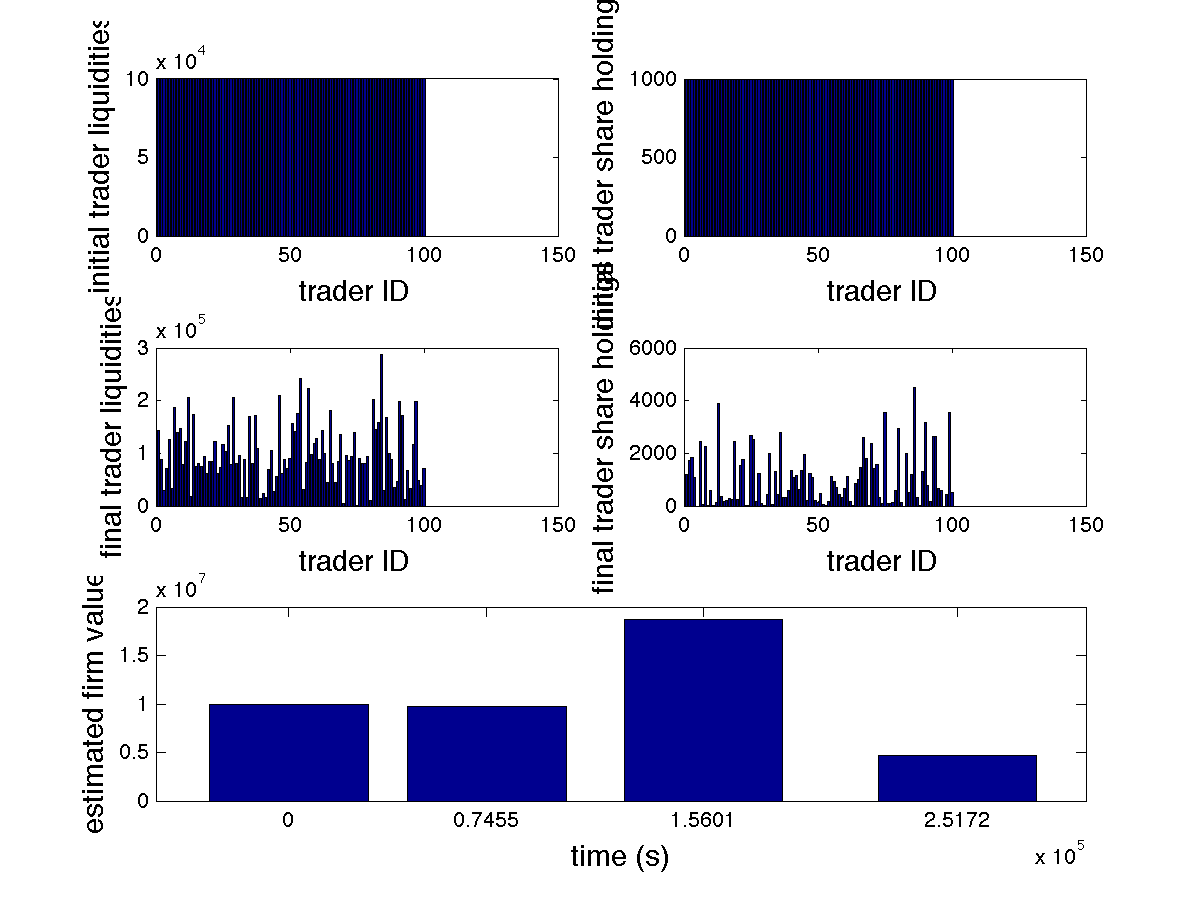 initial trader liquidities
x 10^4
10
5
0
0 50 100 150
trader ID
trader share holding
1000
500
0
0 50 100 150
trader ID
final trader liquidities
x 10^5
3
2
1
0
0 50 100 150
trader ID
final trader share holdings
6000
4000
2000
0
0 50 100 150
trader ID
estimated firm value
x 10^7
2
1.5
1
0.5
0
0 0.7455 1.5601 2.5172
time (s)
x 10^5